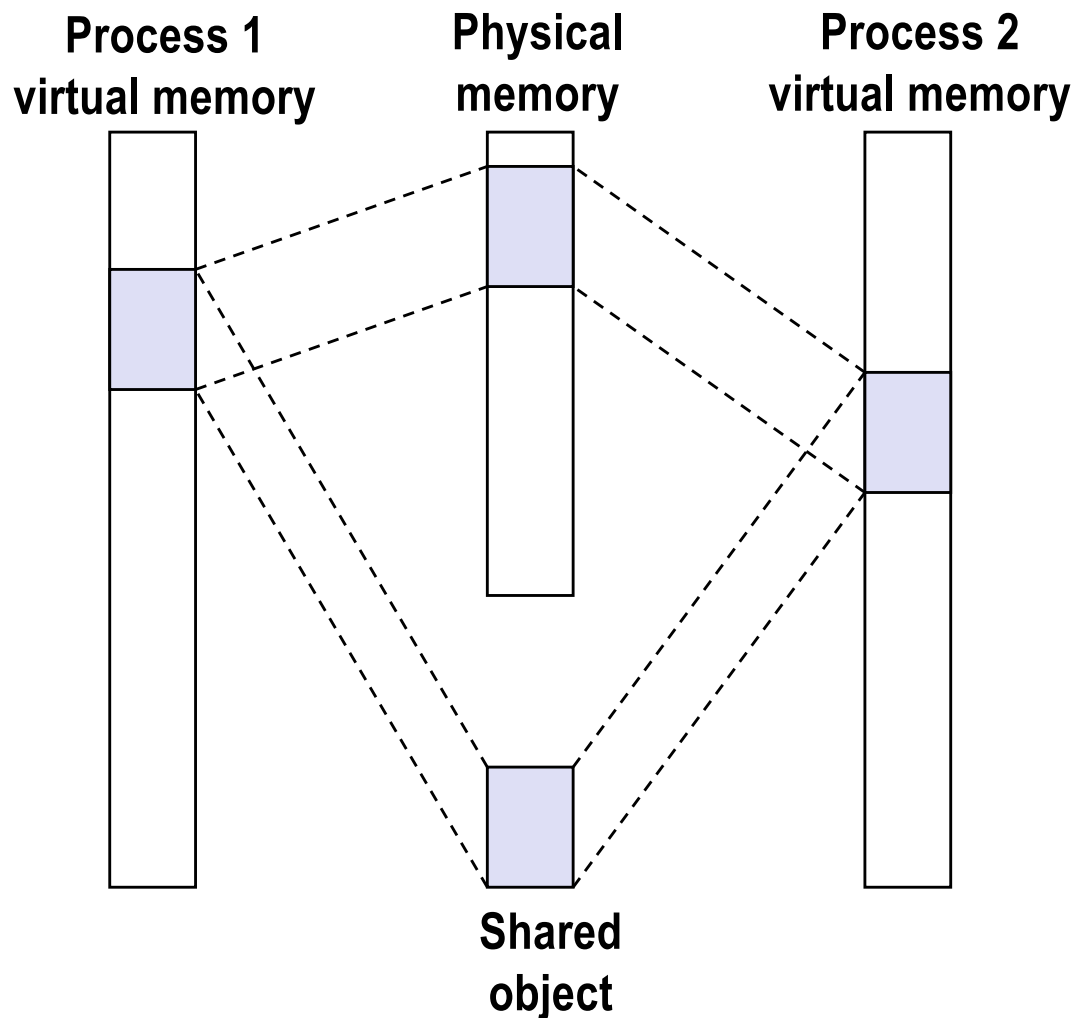 Process 1
virtual memory
Physical
memory
Process 2
virtual memory
Shared
object